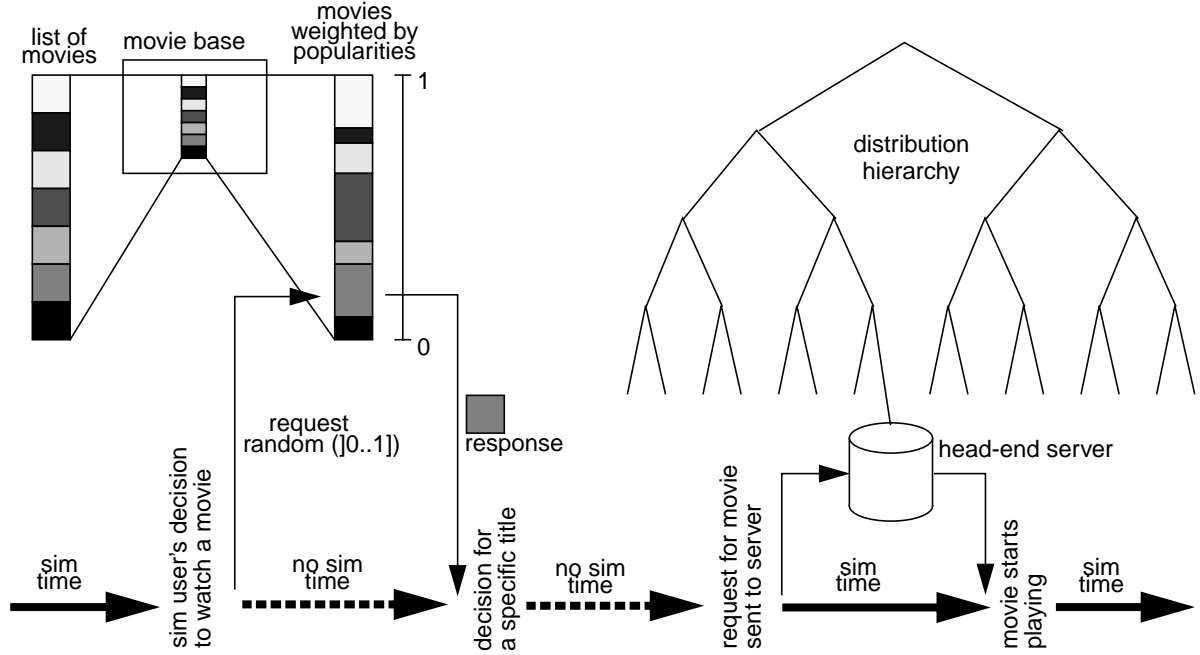 list of
movies
movie base
movies
weighted by
popularities
1
0
distribution
hierarchy
request
random (]0..1])
response
head-end server
sim
time
sim user's decision
to watch a movie
no sim
time
decision for
a specific title
no sim
time
request for movie
sent to server
sim
time
movie starts
playing
sim
time